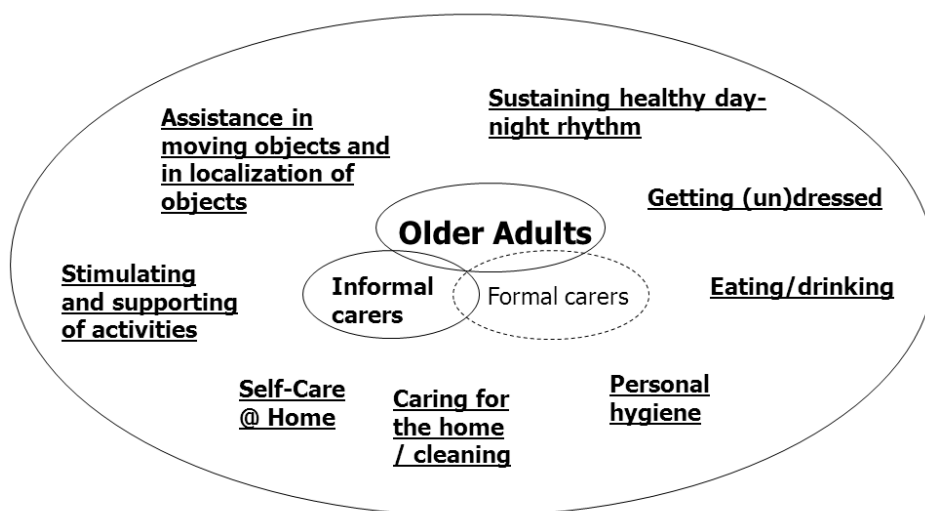 Assistance in
moving objects and
in localization of
objects
Sustaining healthy day-
night rhythm
Getting (un)dressed
Older Adults
Stimulating
and supporting
of activities
Informal
carers
Formal carers
Eating/drinking
Self-Care
@ Home
Caring for
the home
/ cleaning
Personal
hygiene